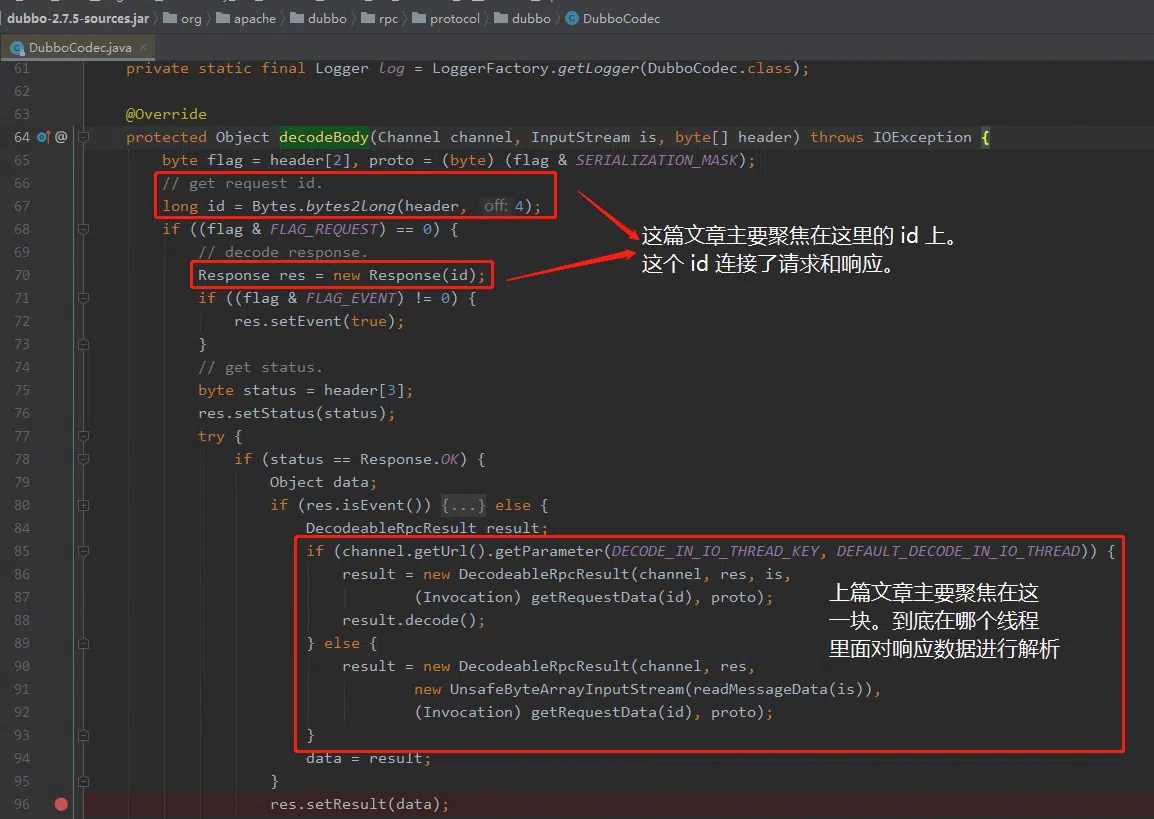 dubbo-2.7.5-sources.jar org apache dubbo rpc protocol dubbo DubboCodec
DubboCodec.java ×
61 private static final Logger log = LoggerFactory.getLogger(DubboCodec.class);
62
63 @Override
64 @ protected Object decodeBody(Channel channel, InputStream is, byte[] header) throws IOException {
65 byte flag = header[2], proto = (byte) (flag & SERIALIZATION_MASK);
66 // get request id.
67 long id = Bytes.bytes2long(header, off: 4);
68 if ((flag & FLAG_REQUEST) == 0) {
69 // decode response.
70 Response res = new Response(id);
71 if ((flag & FLAG_EVENT) != 0) {
72 res.setEvent(true);
73 }
74 // get status.
75 byte status = header[3];
76 res.setStatus(status);
77 try {
78 if (status == Response.OK) {
79 Object data;
80 if (res.isEvent()) {...} else {
84 DecodeableRpcResult result;
85 if (channel.getUrl().getParameter(DECODE_IN_IO_THREAD_KEY, DEFAULT_DECODE_IN_IO_THREAD)) {
86 result = new DecodeableRpcResult(channel, res, is,
87 (Invocation) getRequestData(id), proto);
88 result.decode();
89 } else {
90 result = new DecodeableRpcResult(channel, res,
91 new UnsafeByteArrayInputStream(readMessageData(is)),
92 (Invocation) getRequestData(id), proto);
93 }
94 data = result;
95 }
96 res.setResult(data);
这篇文章主要聚焦在这里的 id 上。
这个 id 连接了请求和响应。
上篇文章主要聚焦在这
一块。到底在哪个线程
里面对响应数据进行解析